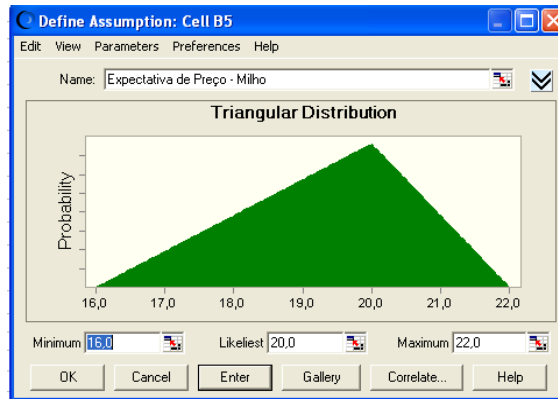 Define Assumption: Cell B5
Edit View Parameters Preferences Help
Name: Expectativa de Preço - Milho
Triangular Distribution
Probability
16,0 17,0 18,0 19,0 20,0 21,0 22,0
Minimum 16,0 Likeliest 20,0 Maximum 22,0
OK Cancel Enter Gallery Correlate... Help